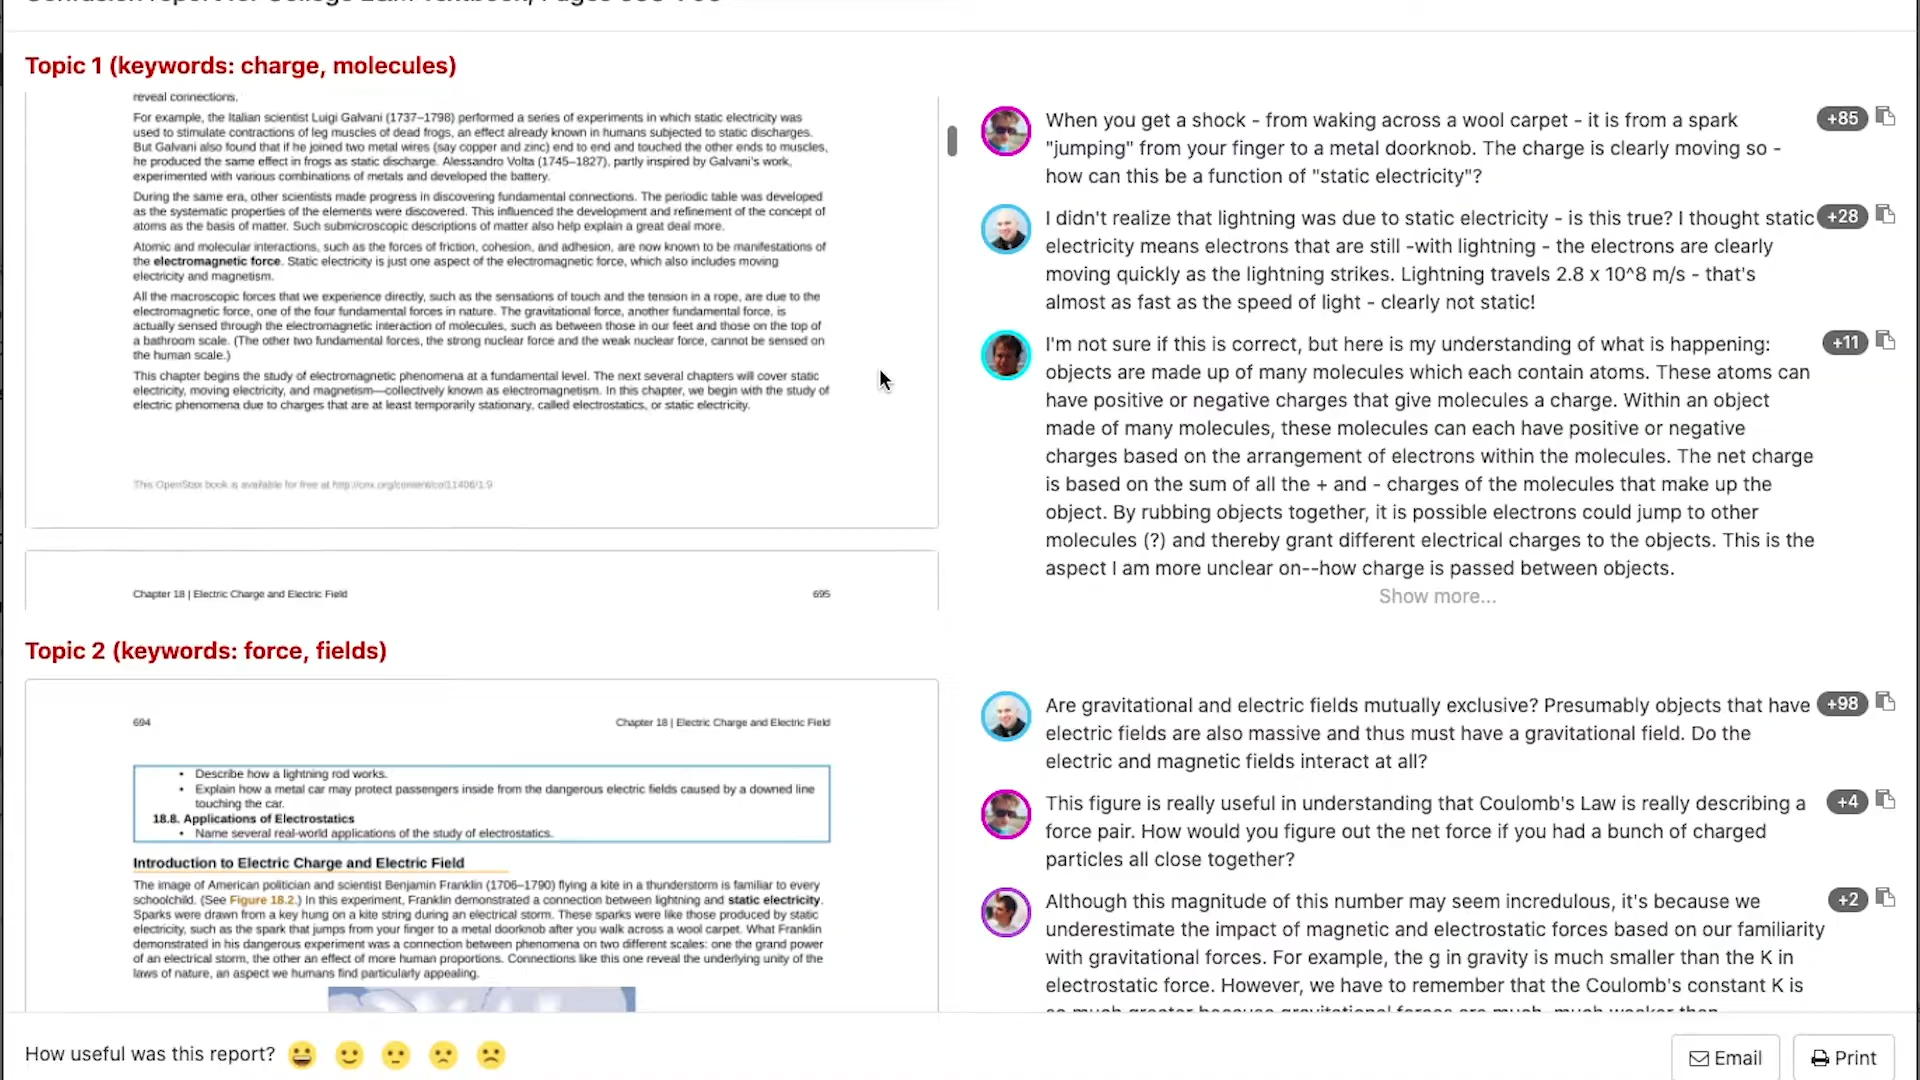 Topic 1 (keywords: charge, molecules)
reveal connections.
For example, the Italian scientist Luigi Galvani (1737–1798) performed a series of experiments in which static electricity was
used to stimulate contractions of leg muscles of dead frogs, an effect already known in humans subjected to static discharges.
But Galvani also found that if he joined two metal wires (say copper and zinc) end to end and touched the other ends to muscles,
he produced the same effect in frogs as static discharge. Alessandro Volta (1745–1827), partly inspired by Galvani's work,
experimented with various combinations of metals and developed the battery.
During the same era, other scientists made progress in discovering fundamental connections. The periodic table was developed
as the systematic properties of the elements were discovered. This influenced the development and refinement of the concept of
atoms as the basis of matter. Such submicroscopic descriptions of matter also help explain a great deal more.
Atomic and molecular interactions, such as the forces of friction, cohesion, and adhesion, are now known to be manifestations of
the electromagnetic force. Static electricity is just one aspect of the electromagnetic force, which also includes moving
electricity and magnetism.
All the macroscopic forces that we experience directly, such as the sensations of touch and the tension in a rope, are due to the
electromagnetic force, one of the four fundamental forces in nature. The gravitational force, another fundamental force, is
actually sensed through the electromagnetic interaction of molecules, such as between those in our feet and those on the top of
a bathroom scale. (The other two fundamental forces, the strong nuclear force and the weak nuclear force, cannot be sensed on
the human scale.)
This chapter begins the study of electromagnetic phenomena at a fundamental level. The next several chapters will cover static
electricity, moving electricity, and magnetism—collectively known as electromagnetism. In this chapter, we begin with the study of
electric phenomena due to charges that are at least temporarily stationary, called electrostatics, or static electricity.
This OpenStax book is available for free at http://cnx.org/content/col11406/1.9
Chapter 18 | Electric Charge and Electric Field 695
When you get a shock - from waking across a wool carpet - it is from a spark +85
"jumping" from your finger to a metal doorknob. The charge is clearly moving so -
how can this be a function of "static electricity"?
I didn't realize that lightning was due to static electricity - is this true? I thought static +28
electricity means electrons that are still -with lightning - the electrons are clearly
moving quickly as the lightning strikes. Lightning travels 2.8 x 10^8 m/s - that's
almost as fast as the speed of light - clearly not static!
I'm not sure if this is correct, but here is my understanding of what is happening: +11
objects are made up of many molecules which each contain atoms. These atoms can
have positive or negative charges that give molecules a charge. Within an object
made of many molecules, these molecules can each have positive or negative
charges based on the arrangement of electrons within the molecules. The net charge
is based on the sum of all the + and - charges of the molecules that make up the
object. By rubbing objects together, it is possible electrons could jump to other
molecules (?) and thereby grant different electrical charges to the objects. This is the
aspect I am more unclear on--how charge is passed between objects.
Show more...
Topic 2 (keywords: force, fields)
694 Chapter 18 | Electric Charge and Electric Field
• Describe how a lightning rod works.
• Explain how a metal car may protect passengers inside from the dangerous electric fields caused by a downed line
touching the car.
18.8. Applications of Electrostatics
• Name several real-world applications of the study of electrostatics.
Introduction to Electric Charge and Electric Field
The image of American politician and scientist Benjamin Franklin (1706–1790) flying a kite in a thunderstorm is familiar to every
schoolchild. (See Figure 18.2.) In this experiment, Franklin demonstrated a connection between lightning and static electricity.
Sparks were drawn from a key hung on a kite string during an electrical storm. These sparks were like those produced by static
electricity, such as the spark that jumps from your finger to a metal doorknob after you walk across a wool carpet. What Franklin
demonstrated in his dangerous experiment was a connection between phenomena on two different scales: one the grand power
of an electrical storm, the other an effect of more human proportions. Connections like this one reveal the underlying unity of the
laws of nature, an aspect we humans find particularly appealing.
Are gravitational and electric fields mutually exclusive? Presumably objects that have +98
electric fields are also massive and thus must have a gravitational field. Do the
electric and magnetic fields interact at all?
This figure is really useful in understanding that Coulomb's Law is really describing a +4
force pair. How would you figure out the net force if you had a bunch of charged
particles all close together?
Although this magnitude of this number may seem incredulous, it's because we +2
underestimate the impact of magnetic and electrostatic forces based on our familiarity
with gravitational forces. For example, the g in gravity is much smaller than the K in
electrostatic force. However, we have to remember that the Coulomb's constant K is
How useful was this report?
Email
Print